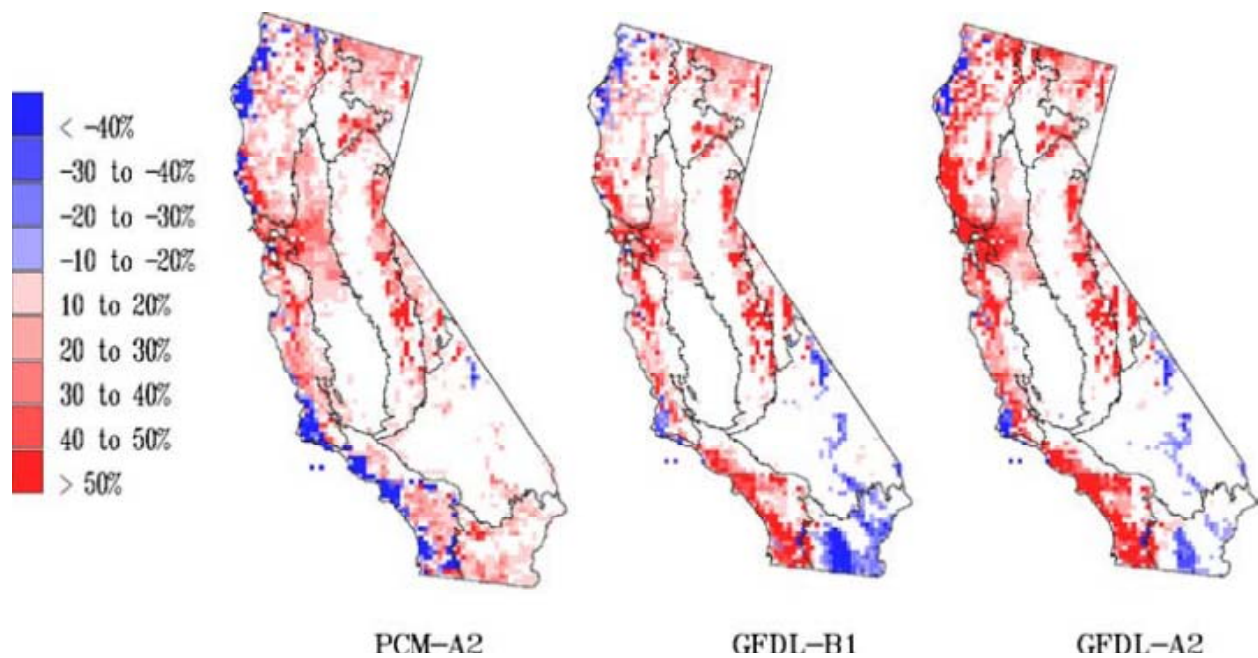 < -40%
-30 to -40%
-20 to -30%
-10 to -20%
10 to 20%
20 to 30%
30 to 40%
40 to 50%
> 50%
PCM-A2 GFDL-B1 GFDL-A2